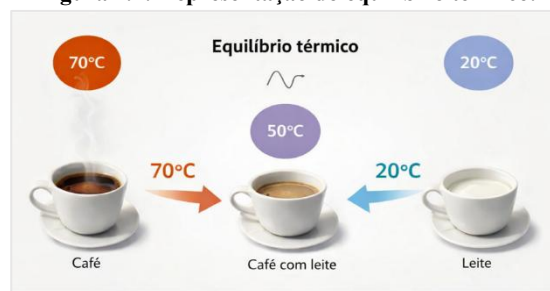 70°C
Equilíbrio térmico
20°C
50°C
70°C
20°C
Café
Café com leite
Leite